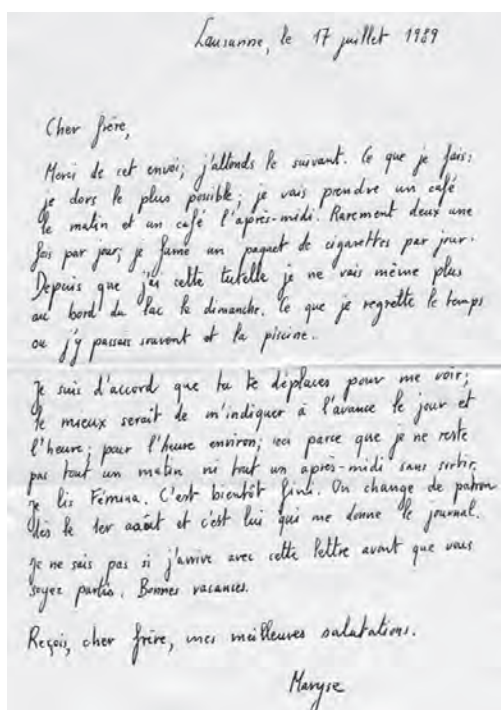 Lausanne, le 17 juillet 1989
Cher frère,
Merci de cet envoi; j'attends le suivant. Ce que je fais:
je dors le plus possible; je vais prendre un café
le matin et un café l'après-midi. Rarement deux une
fois par jour; je fume un paquet de cigarettes par jour.
Depuis que j'ai cette tutelle je ne vais même plus
au bord du lac le dimanche. Ce que je regrette le temps
ou j'y passais souvent et la piscine.
Je suis d'accord que tu te déplaces pour me voir;
le mieux serait de m'indiquer à l'avance le jour et
l'heure; pour l'heure environ; ceci parce que je ne reste
pas tout un matin ni tout un après-midi sans sortir.
Je lis Fémina. C'est bientôt fini. On change de patron
dès le 1er août et c'est lui qui me donne le journal.
Je ne sais pas si j'arrive avec cette lettre avant que vous
soyez partis. Bonnes vacances.
Reçois, cher frère, mes meilleures salutations.
Maryse